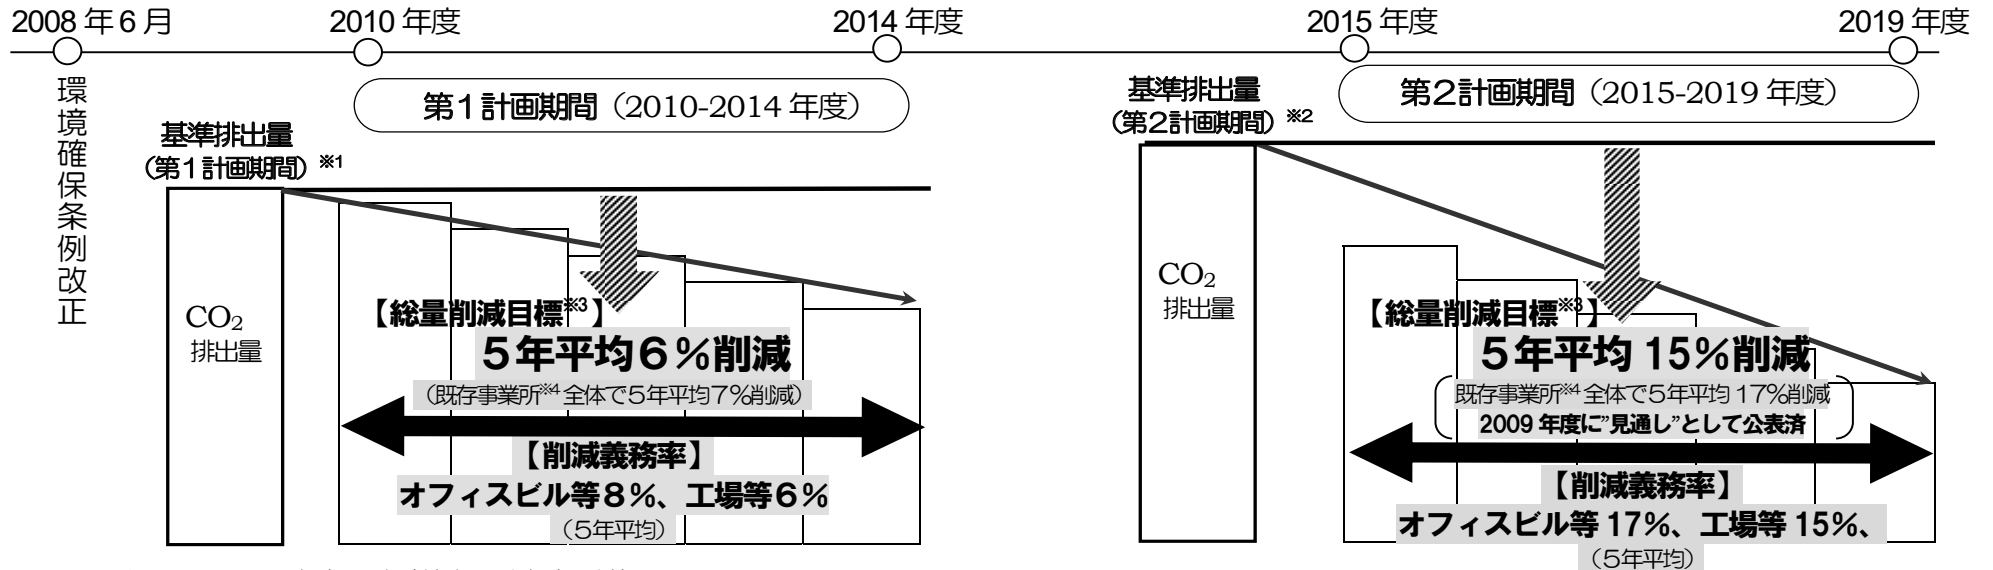 2008年6月
2010年度
2014年度
2015年度
2019年度
環境確保条例改正
第1計画期間（2010-2014年度）
基準排出量
（第1計画期間）※1
CO₂
排出量
【総量削減目標※3】
5年平均6％削減
（既存事業所※4全体で5年平均7％削減）
【削減義務率】
オフィスビル等8％、工場等6％
（5年平均）
第2計画期間（2015-2019年度）
基準排出量
（第2計画期間）※2
CO₂
排出量
【総量削減目標※3】
5年平均15％削減
既存事業所※4全体で5年平均17％削減
2009年度に”見通し”として公表済
【削減義務率】
オフィスビル等17％、工場等15％、
（5年平均）